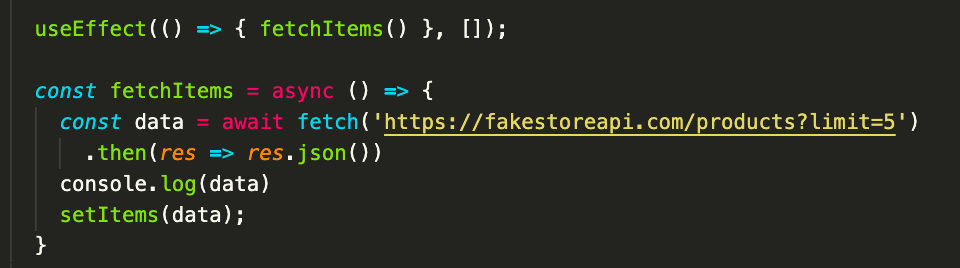 useEffect(() => { fetchItems() }, []);
const fetchItems = async () => {
const data = await fetch('https://fakestoreapi.com/products?limit=5')
.then(res => res.json())
console.log(data)
setItems(data);
}